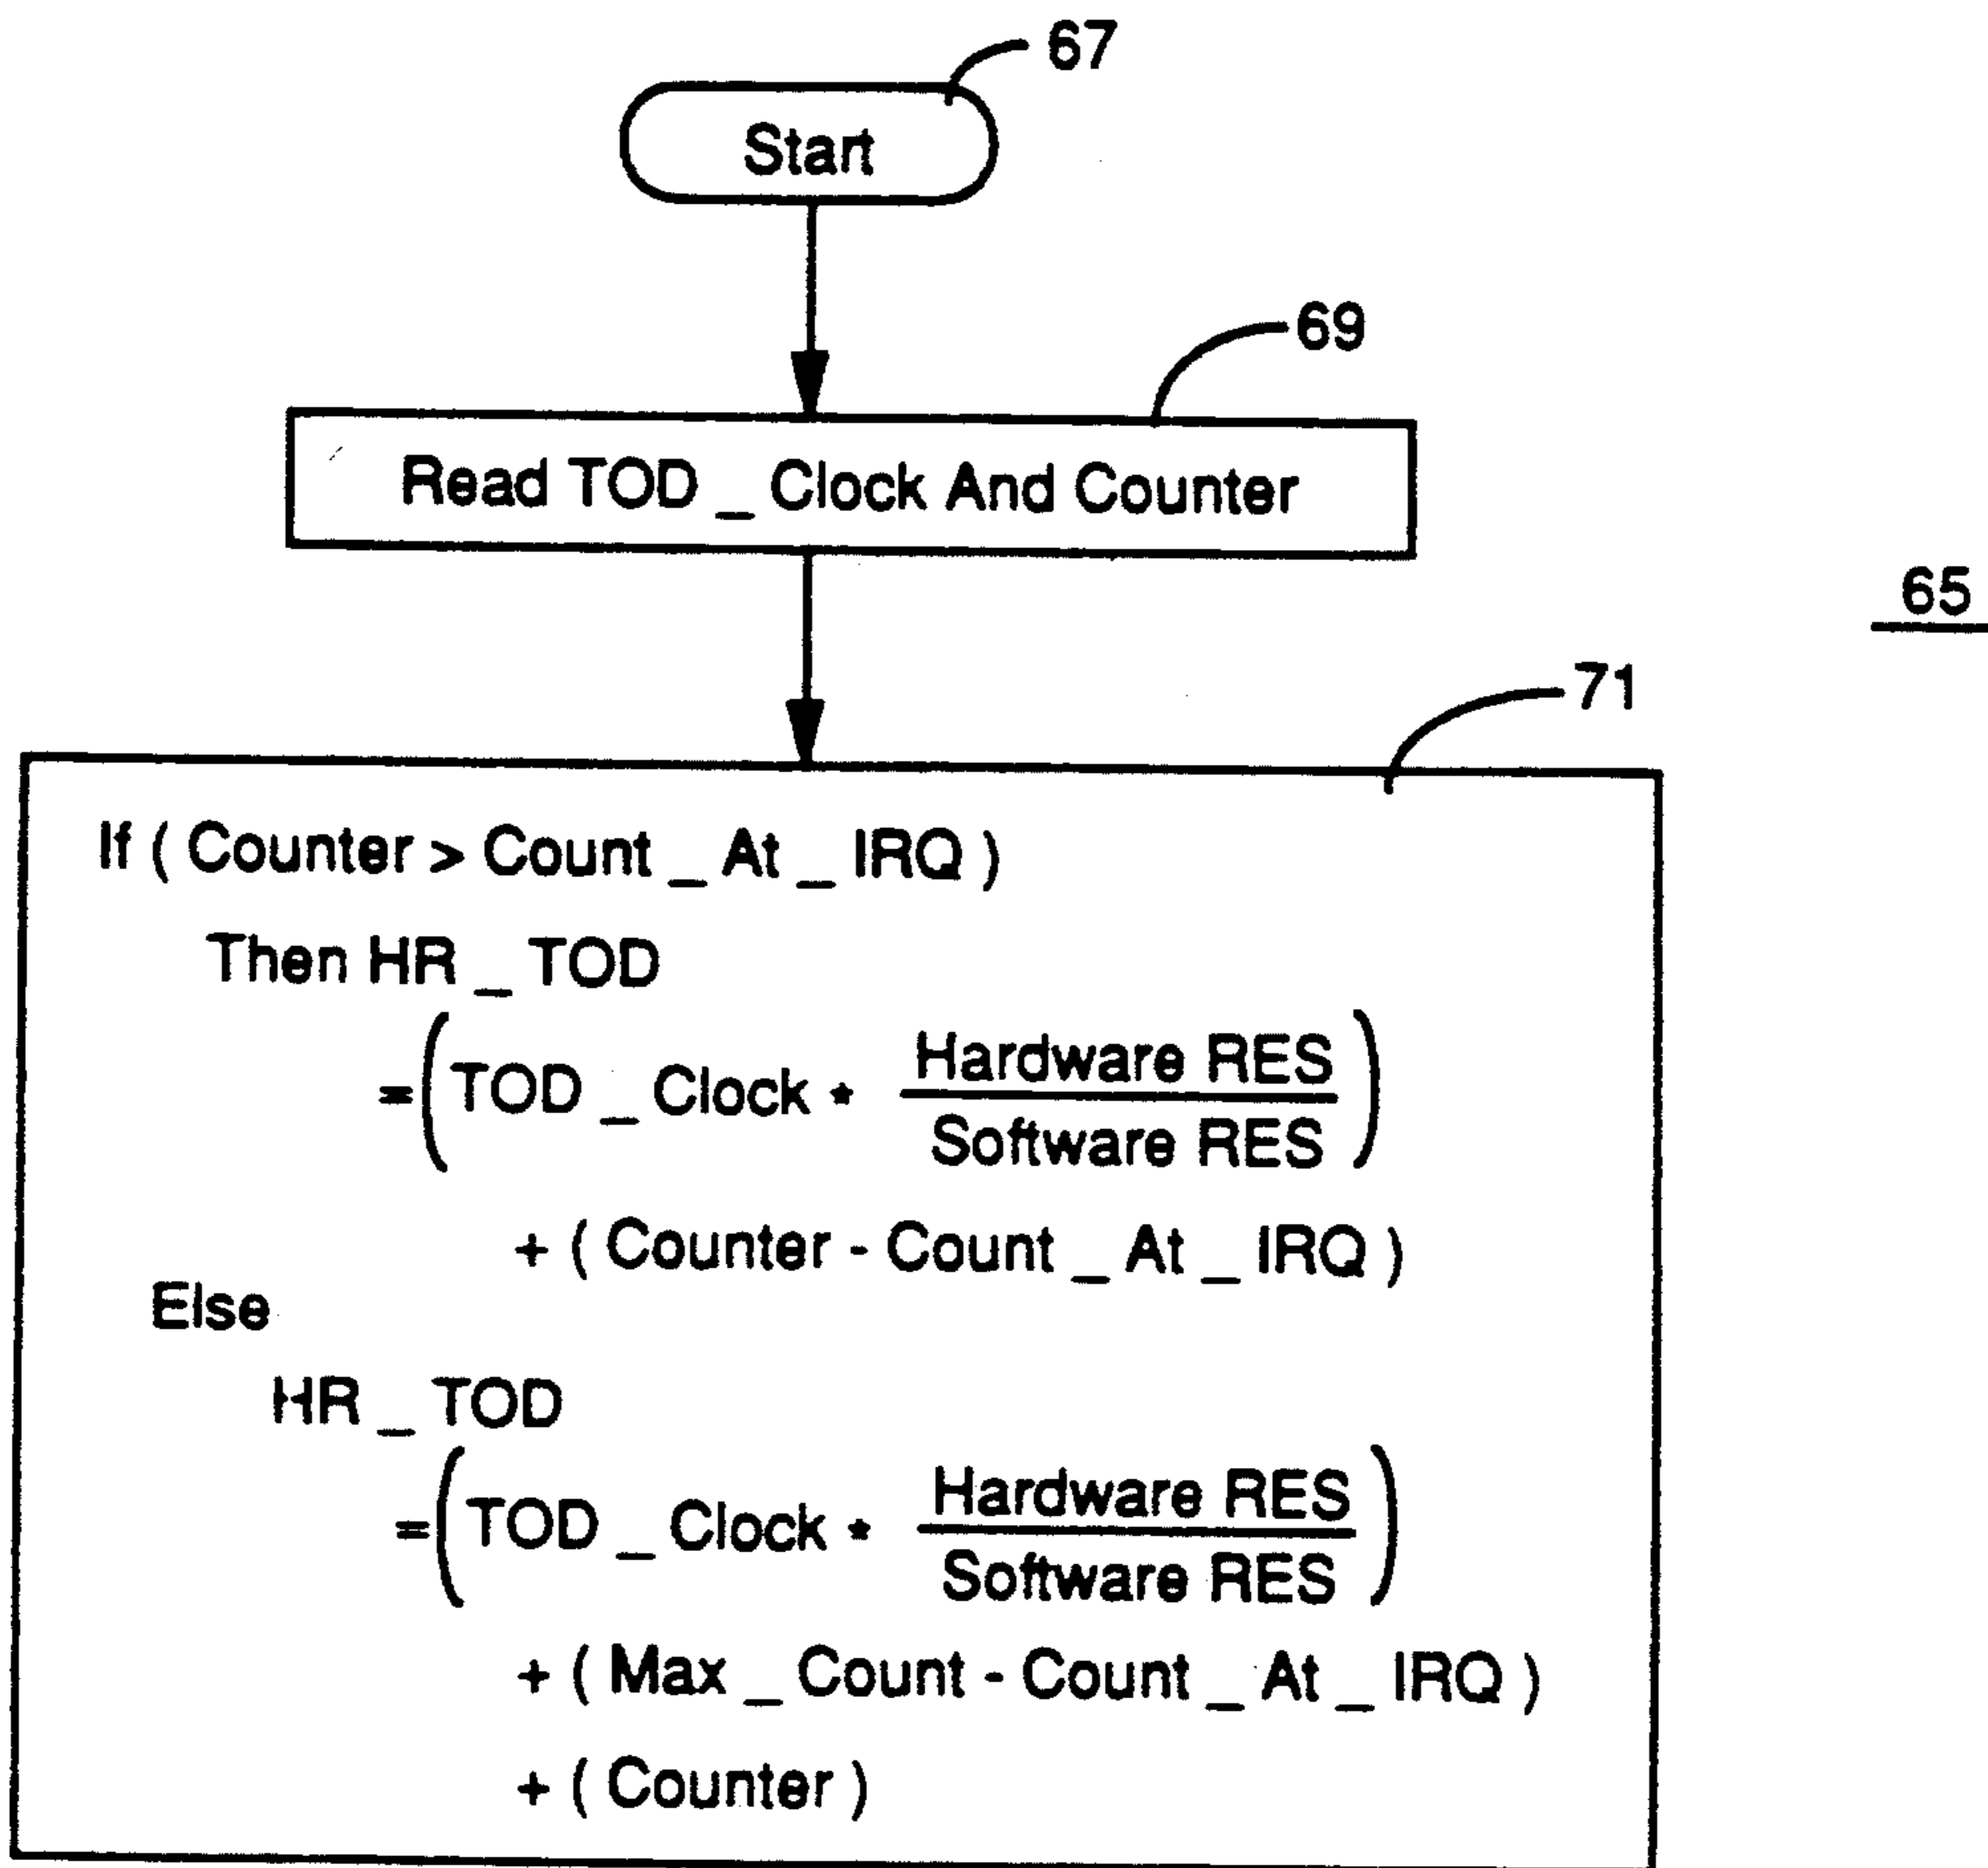 67
Start
69
Read TOD _ Clock And Counter
65
71
If ( Counter > Count _ At _ IRQ )
Then HR _ TOD
= ( TOD _ Clock * Hardware RES
Software RES )
+ ( Counter - Count _ At _ IRQ )
Else
HR _ TOD
= ( TOD _ Clock * Hardware RES
Software RES )
+ ( Max _ Count - Count _ At _ IRQ )
+ ( Counter )